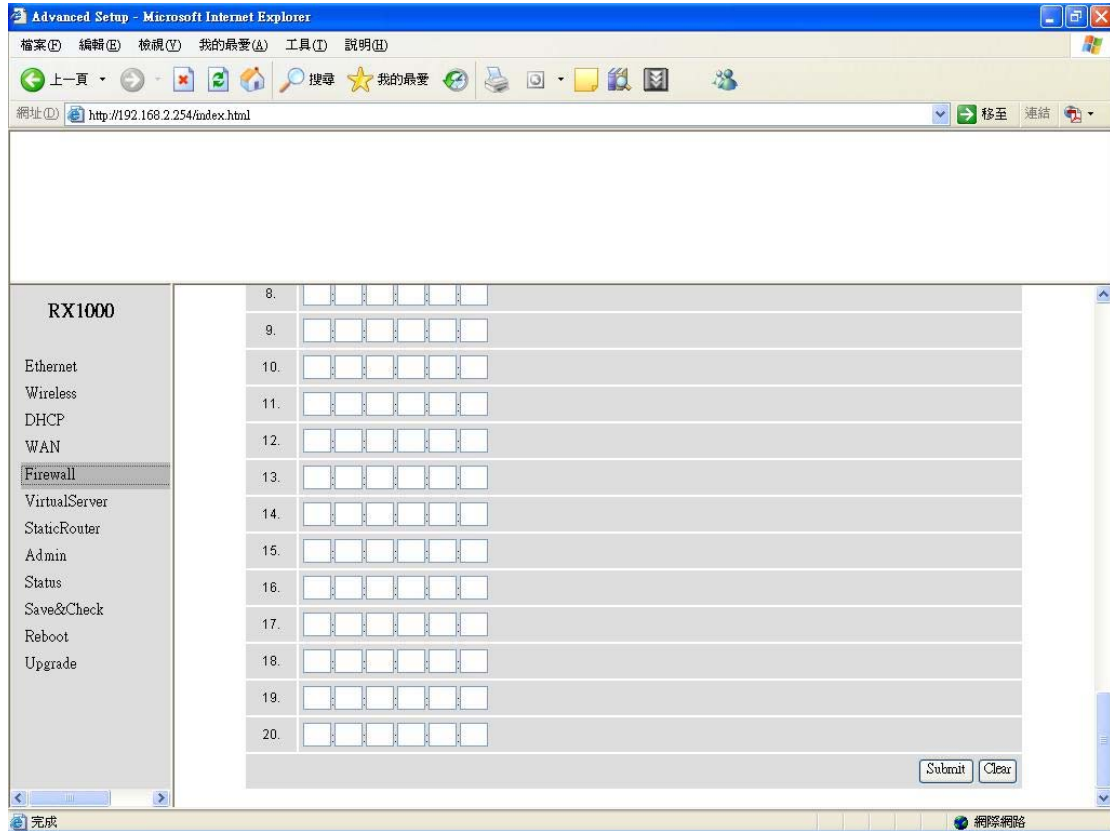 Advanced Setup - Microsoft Internet Explorer
檔案(F) 編輯(E) 檢視(V) 我的最愛(A) 工具(T) 說明(H)
上一頁 搜尋 我的最愛
網址(D) http://192.168.2.254/index.html 移至 連結
RX1000
Ethernet
Wireless
DHCP
WAN
Firewall
VirtualServer
StaticRouter
Admin
Status
Save&Check
Reboot
Upgrade
8. : : : : :
9. : : : : :
10. : : : : :
11. : : : : :
12. : : : : :
13. : : : : :
14. : : : : :
15. : : : : :
16. : : : : :
17. : : : : :
18. : : : : :
19. : : : : :
20. : : : : :
Submit Clear
完成 網際網路